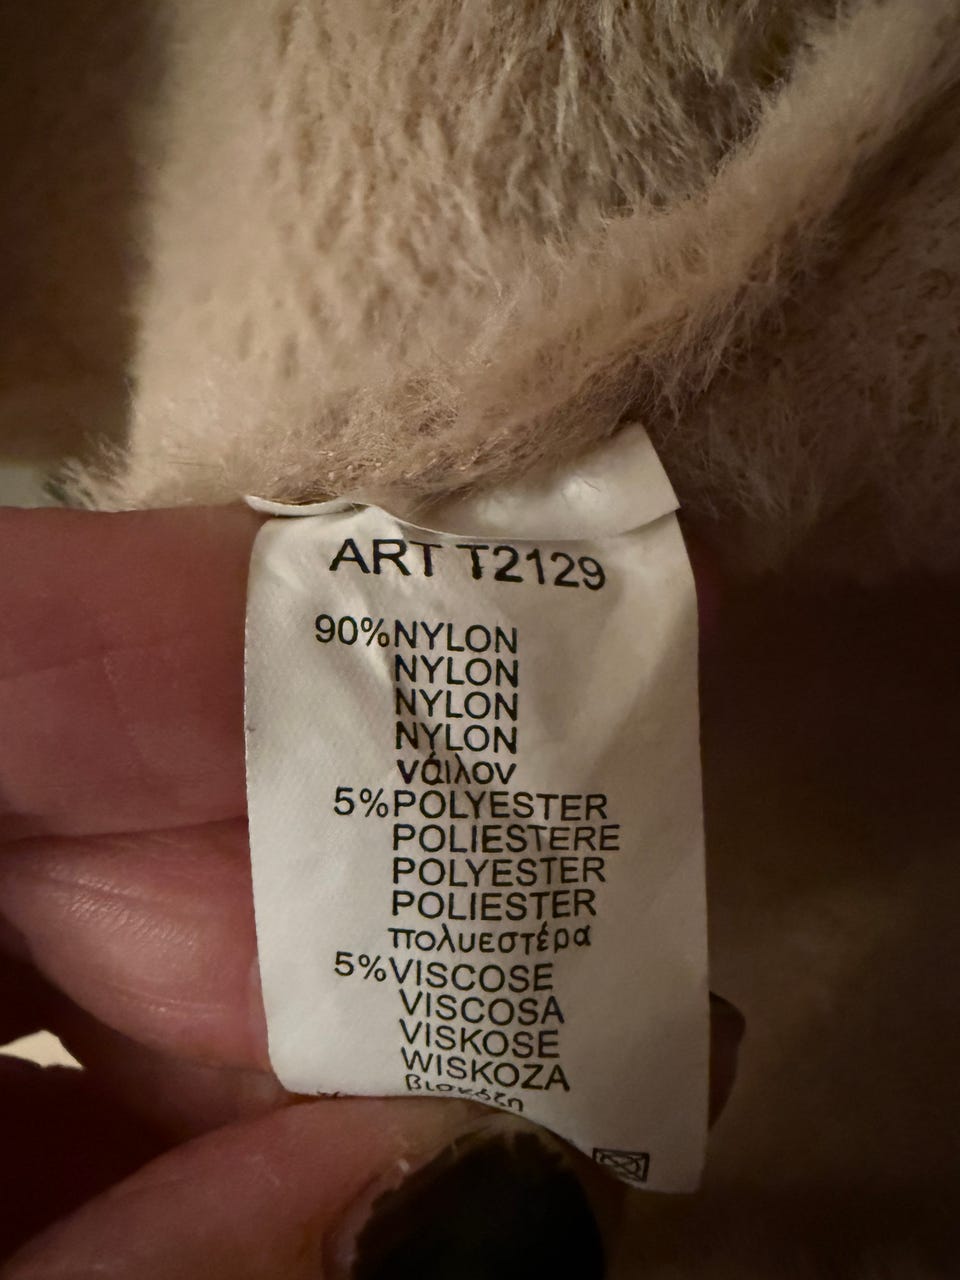 ART T2129
90%NYLON
NYLON
NYLON
NYLON
νάιλον
5%POLYESTER
POLIESTERE
POLYESTER
POLIESTER
πολυεστέρα
5%VISCOSE
VISCOSA
VISKOSE
WISKOZA
βισκόζη